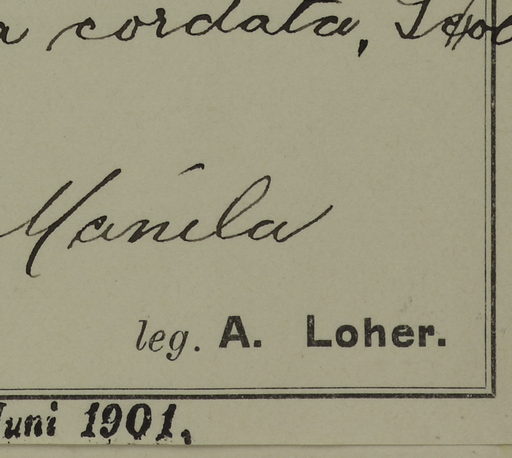 cordata,
Manila
leg. A. Loher.
Juni 1901,